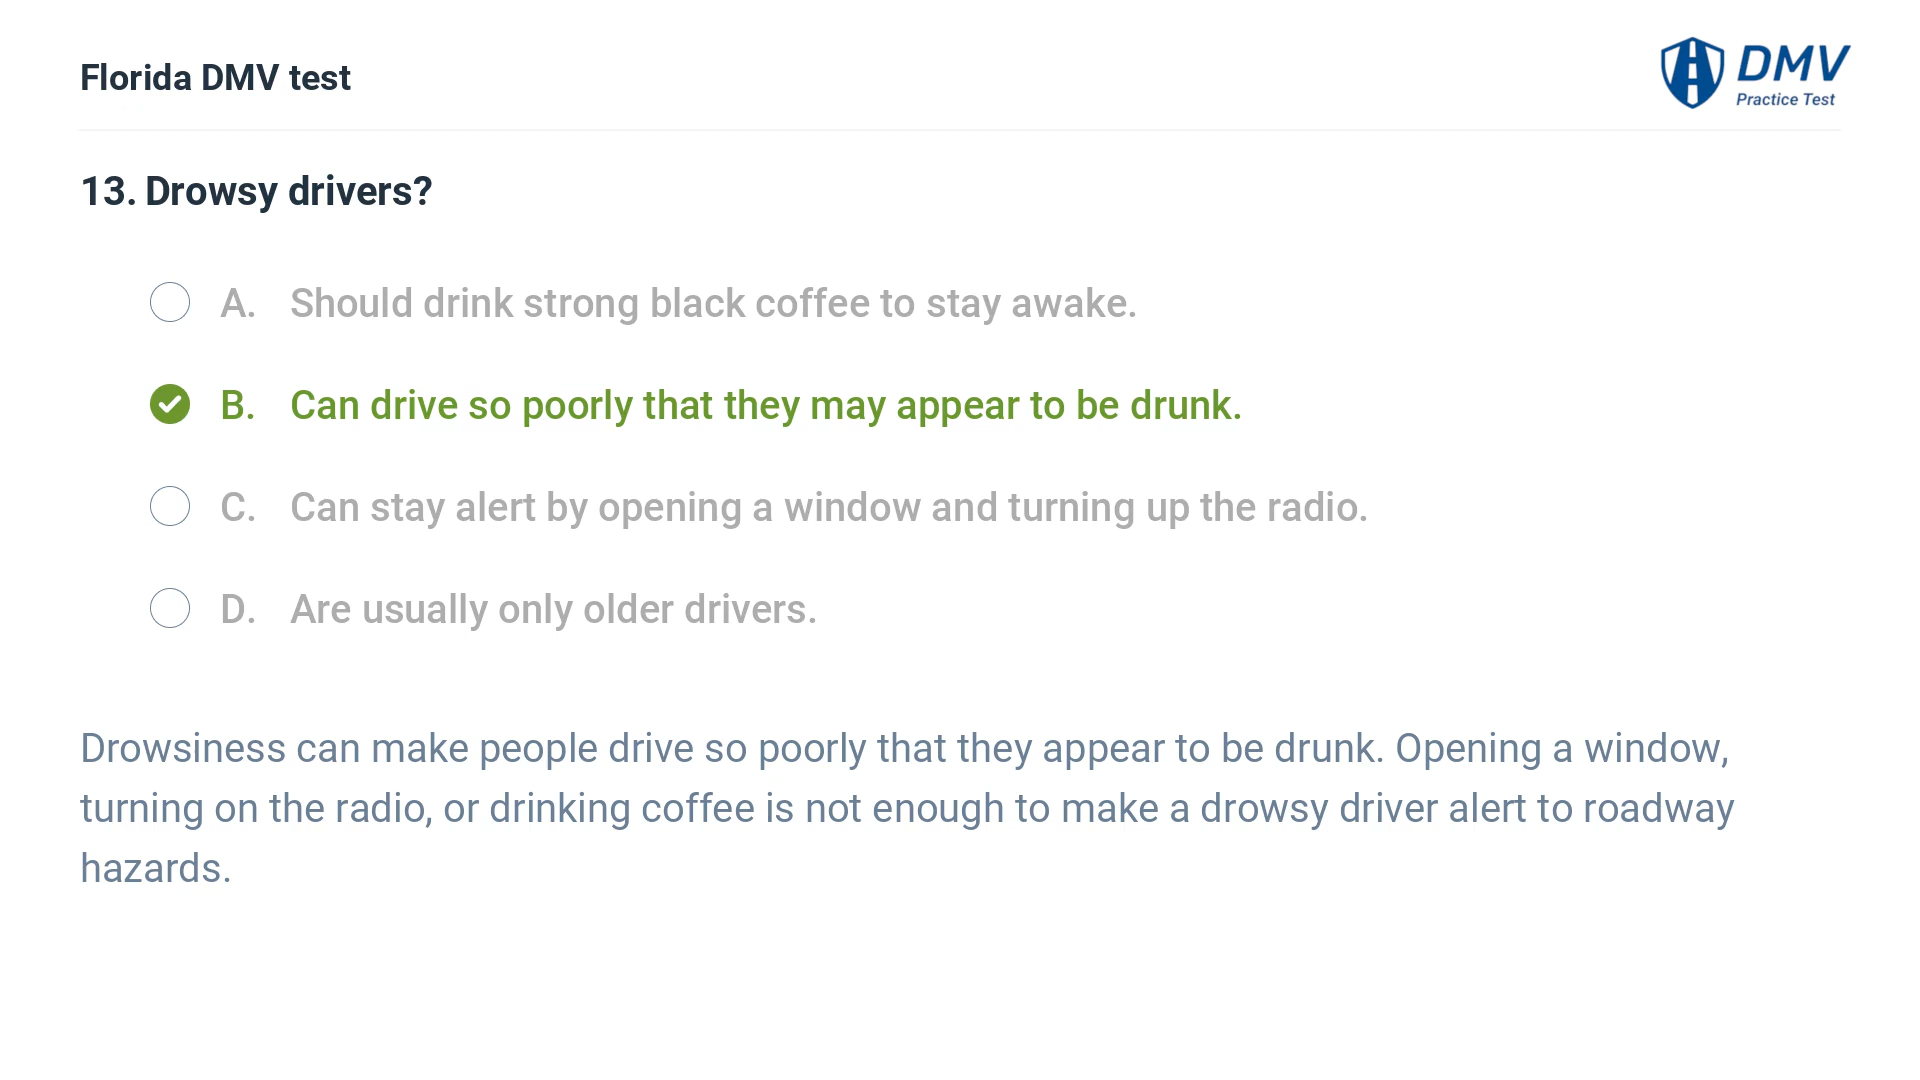 Florida DMV test
DMV
Practice Test
13. Drowsy drivers?
A. Should drink strong black coffee to stay awake.
B. Can drive so poorly that they may appear to be drunk.
C. Can stay alert by opening a window and turning up the radio.
D. Are usually only older drivers.
Drowsiness can make people drive so poorly that they appear to be drunk. Opening a window,
turning on the radio, or drinking coffee is not enough to make a drowsy driver alert to roadway
hazards.